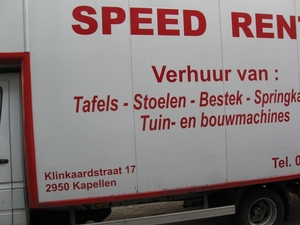 SPEED REN
Verhuur van :
Tafels - Stoelen - Bestek - Springka
Tuin- en bouwmachines
Klinkaardstraat 17
2950 Kapellen
Tel. 0